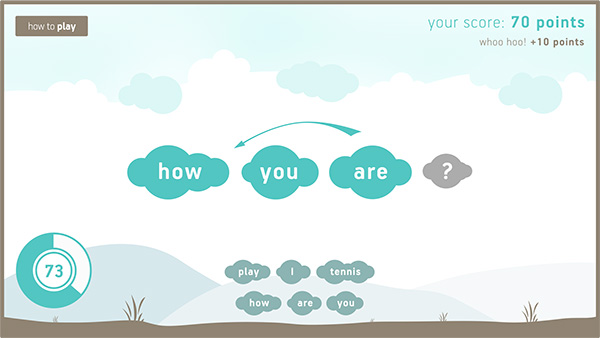 how to play
your score: 70 points
whoo hoo! +10 points
how you are ?
73
play I tennis
how are you